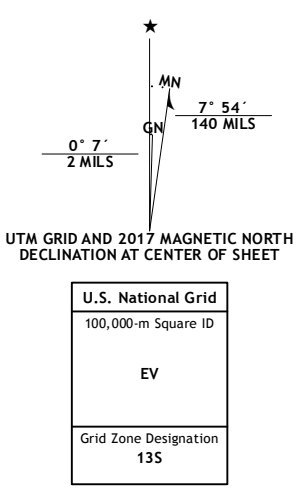 ★
MN
7° 54´
140 MILS
GN
0° 7´
2 MILS
UTM GRID AND 2017 MAGNETIC NORTH
DECLINATION AT CENTER OF SHEET
U.S. National Grid
100,000-m Square ID
EV
Grid Zone Designation
13S